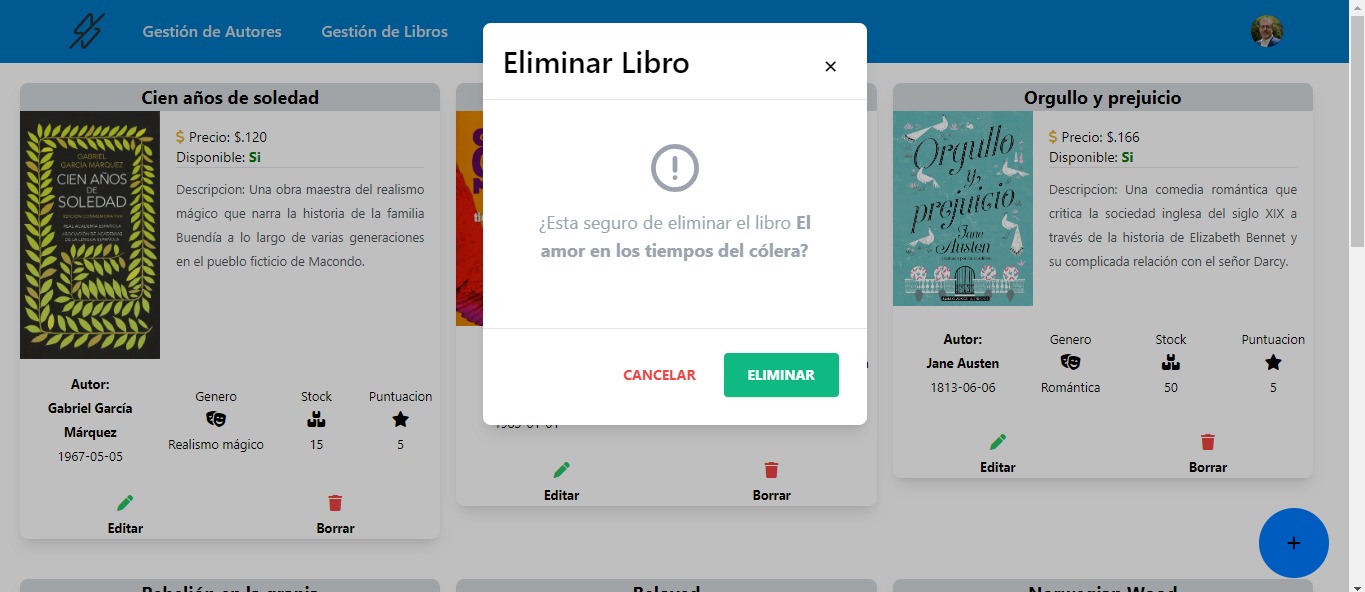 Gestión de Autores
Gestión de Libros
Eliminar Libro
×
¿Esta seguro de eliminar el libro El
amor en los tiempos del cólera?
CANCELAR
ELIMINAR
Cien años de soledad
GABRIEL
GARCÍA MÁRQUEZ
CIEN AÑOS
DE
SOLEDAD
EDICIÓN CONMEMORATIVA
REAL ACADEMIA ESPAÑOLA
ASOCIACIÓN DE ACADEMIAS
DE LA LENGUA ESPAÑOLA
$ Precio: $.120
Disponible: Si
Descripcion: Una obra maestra del realismo
mágico que narra la historia de la familia
Buendía a lo largo de varias generaciones
en el pueblo ficticio de Macondo.
Autor:
Gabriel García
Márquez
1967-05-05
Genero
Realismo mágico
Stock
15
Puntuacion
5
Editar
Borrar
Editar
Borrar
Orgullo y prejuicio
Orgullo
y
prejuicio
Jane
Austen
$ Precio: $.166
Disponible: Si
Descripcion: Una comedia romántica que
critica la sociedad inglesa del siglo XIX a
través de la historia de Elizabeth Bennet y
su complicada relación con el señor Darcy.
Autor:
Jane Austen
1813-06-06
Genero
Romántica
Stock
50
Puntuacion
5
Editar
Borrar
+
Rebelión en la granja
Beloved
Norwegian Wood